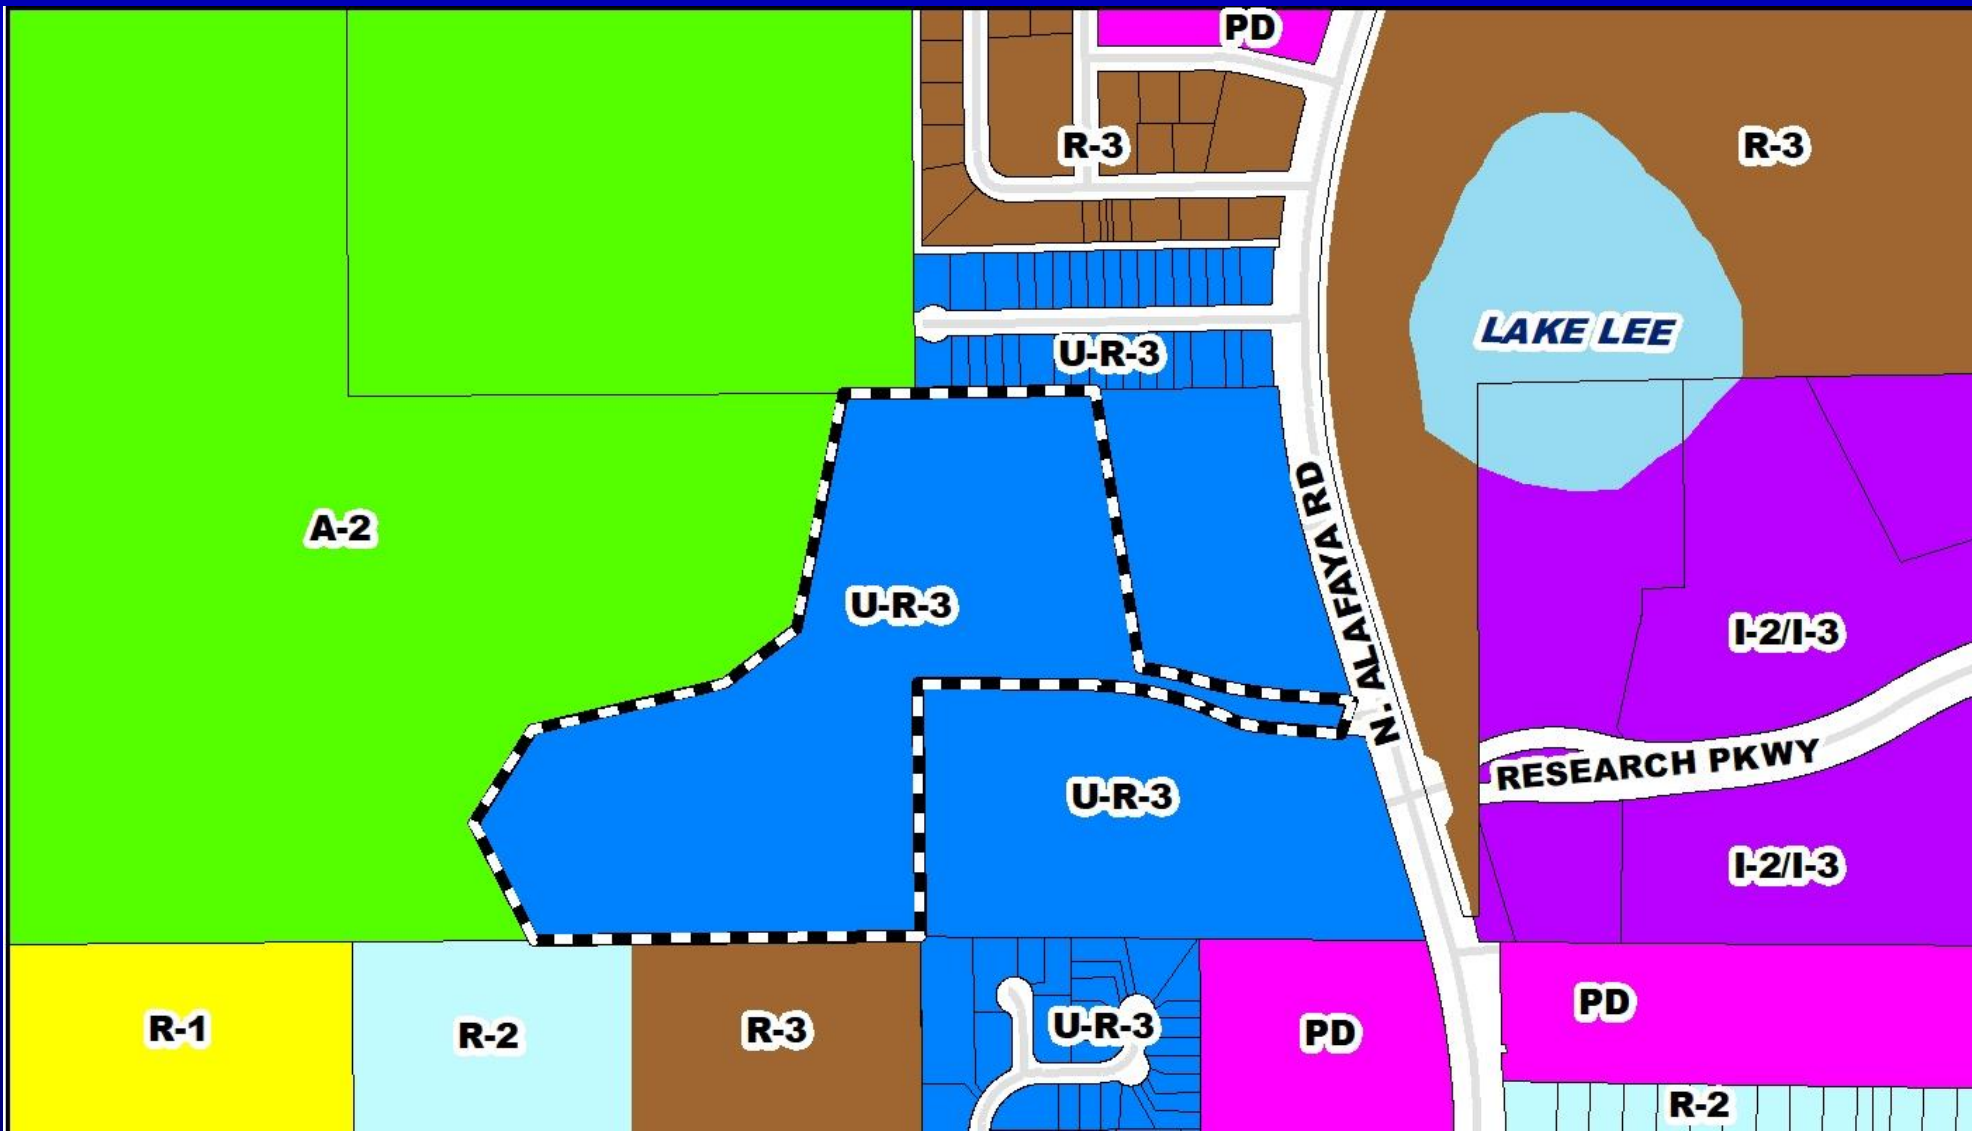 PD
R-3
R-3
LAKE LEE
U-R-3
A-2
N. ALAFAYA RD
U-R-3
I-2/I-3
RESEARCH PKWY
U-R-3
I-2/I-3
R-1
R-2
R-3
U-R-3
PD
PD
R-2